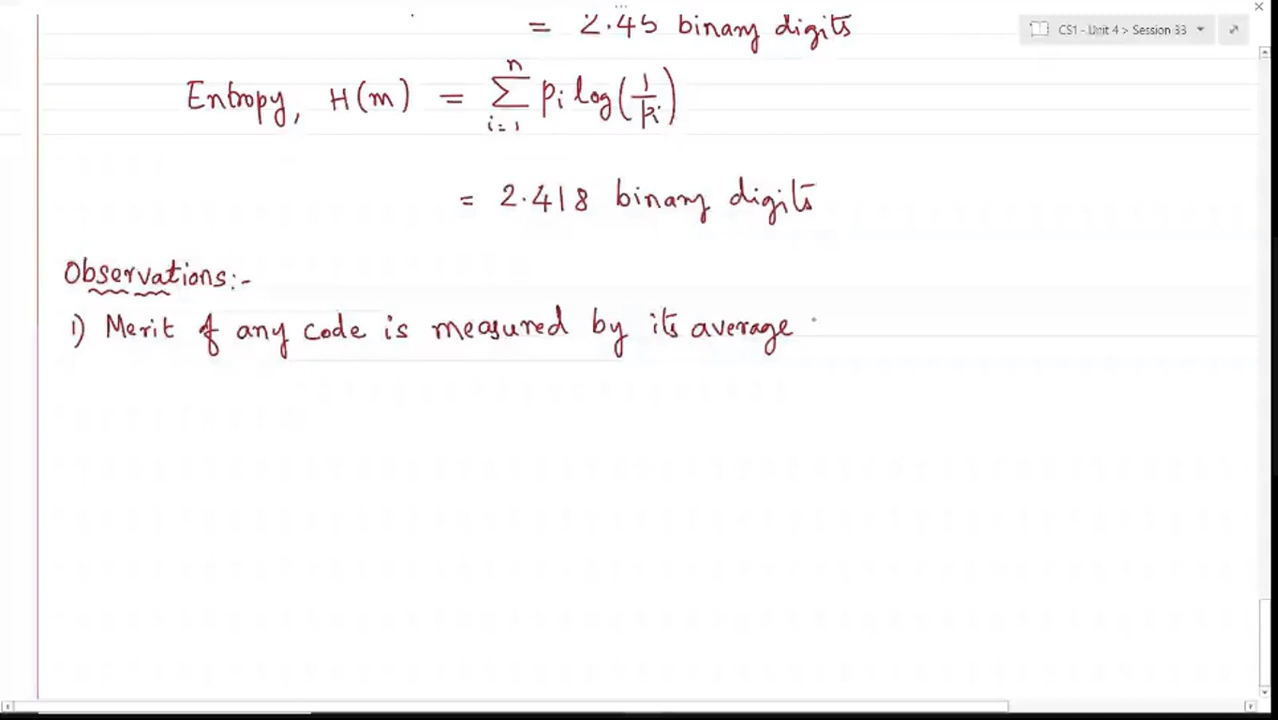 = 2.45 binary digits
CS1 - Unit 4 > Session 33
Entropy, H(m) = n∑i=1 pi log(1/pi)
= 2.418 binary digits
Observations:-
1) Merit of any code is measured by its average